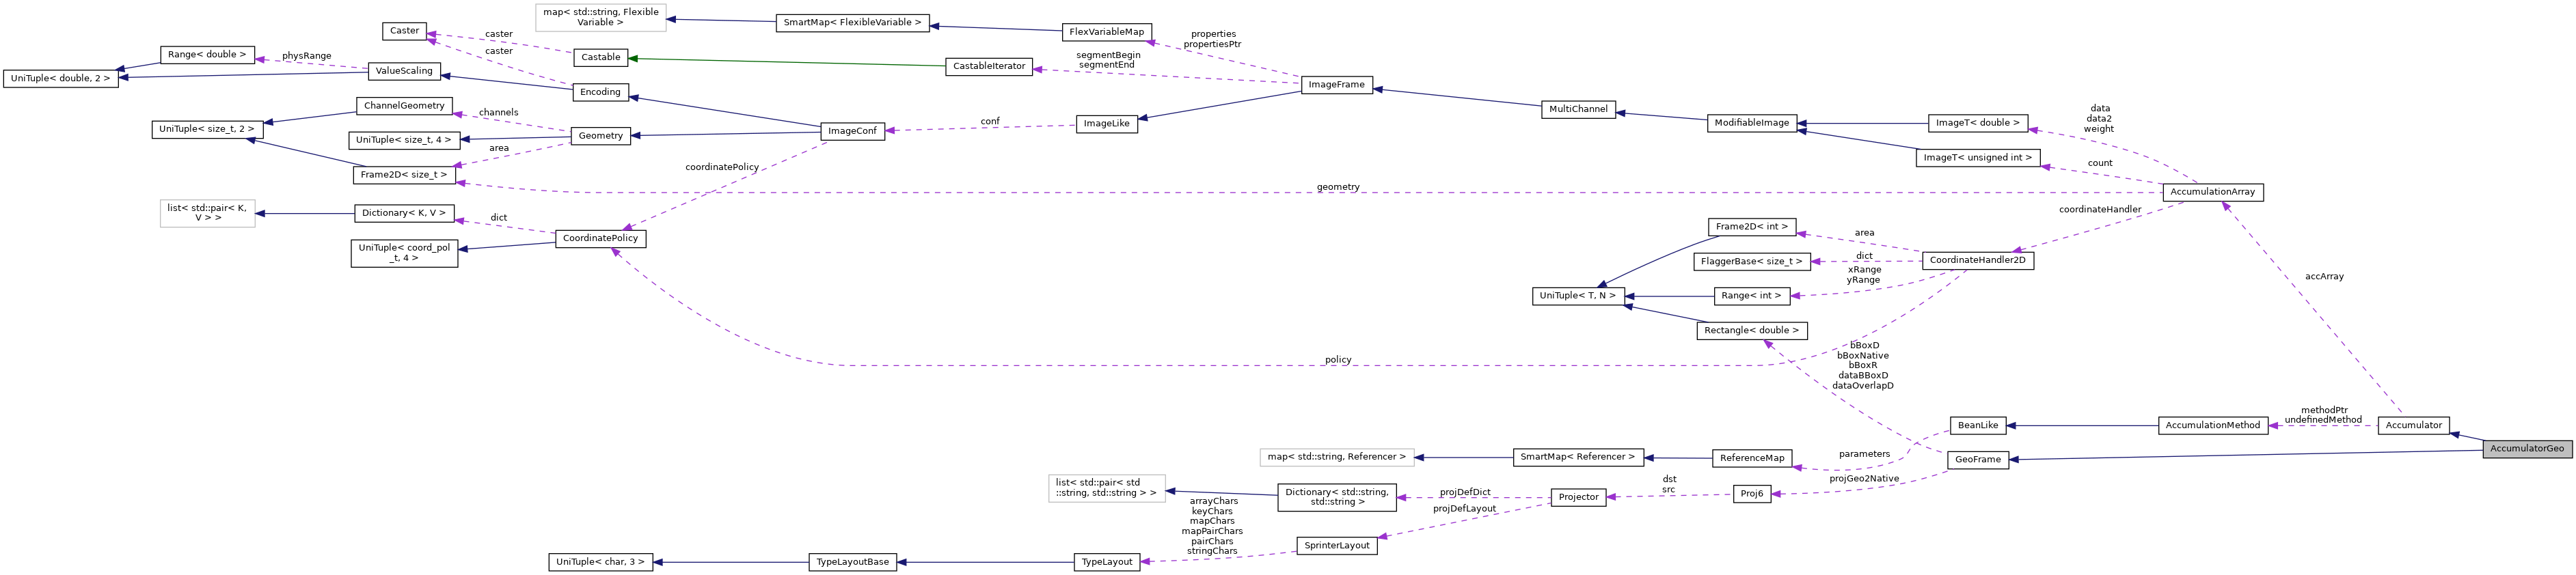 map< std::string, Flexible
Variable >
SmartMap< FlexibleVariable >
FlexVariableMap
Caster
caster
caster
Castable
CastableIterator
properties
propertiesPtr
segmentBegin
segmentEnd
Range< double >
physRange
UniTuple< double, 2 >
ValueScaling
Encoding
ImageFrame
ChannelGeometry
channels
UniTuple< size_t, 2 >
UniTuple< size_t, 4 >
Geometry
area
Frame2D< size_t >
ImageConf
conf
ImageLike
MultiChannel
ModifiableImage
ImageT< double >
data
data2
weight
ImageT< unsigned int >
count
AccumulationArray
coordinatePolicy
geometry
coordinateHandler
list< std::pair< K,
V > >
Dictionary< K, V >
dict
CoordinatePolicy
UniTuple< coord_pol
_t, 4 >
Frame2D< int >
area
FlaggerBase< size_t >
dict
xRange
yRange
CoordinateHandler2D
UniTuple< T, N >
Range< int >
Rectangle< double >
accArray
policy
bBoxD
bBoxNative
bBoxR
dataBBoxD
dataOverlapD
BeanLike
AccumulationMethod
methodPtr
undefinedMethod
Accumulator
AccumulatorGeo
map< std::string, Referencer >
SmartMap< Referencer >
ReferenceMap
parameters
GeoFrame
projGeo2Native
list< std::pair< std
::string, std::string > >
Dictionary< std::string,
std::string >
projDefDict
Projector
dst
src
Proj6
projDefLayout
arrayChars
keyChars
mapChars
mapPairChars
pairChars
stringChars
SprinterLayout
UniTuple< char, 3 >
TypeLayoutBase
TypeLayout